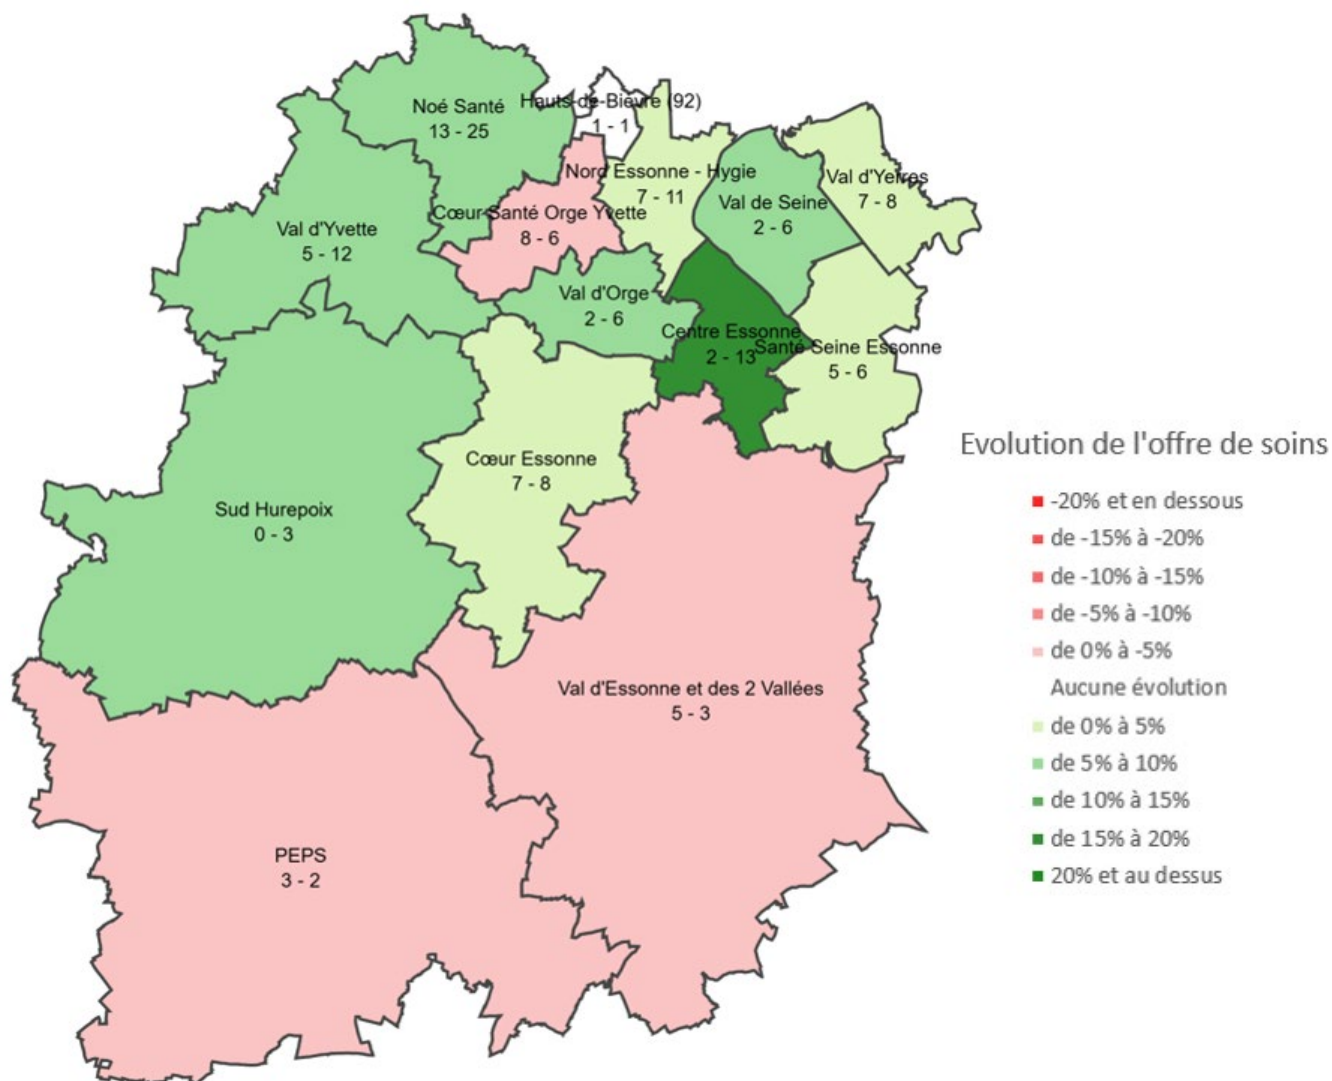 Noé Santé
13 - 25
Hauts-de-Bièvre (92)
1 - 1
Nord Essonne - Hygie
7 - 11
Val d'Yerres
7 - 8
Val de Seine
2 - 6
Cœur Santé Orge Yvette
8 - 6
Val d'Yvette
5 - 12
Val d'Orge
2 - 6
Centre Essonne
2 - 13
Santé Seine Essonne
5 - 6
Cœur Essonne
7 - 8
Sud Hurepoix
0 - 3
Val d'Essonne et des 2 Vallées
5 - 3
PEPS
3 - 2
Evolution de l'offre de soins
-20% et en dessous
de -15% à -20%
de -10% à -15%
de -5% à -10%
de 0% à -5%
Aucune évolution
de 0% à 5%
de 5% à 10%
de 10% à 15%
de 15% à 20%
20% et au dessus